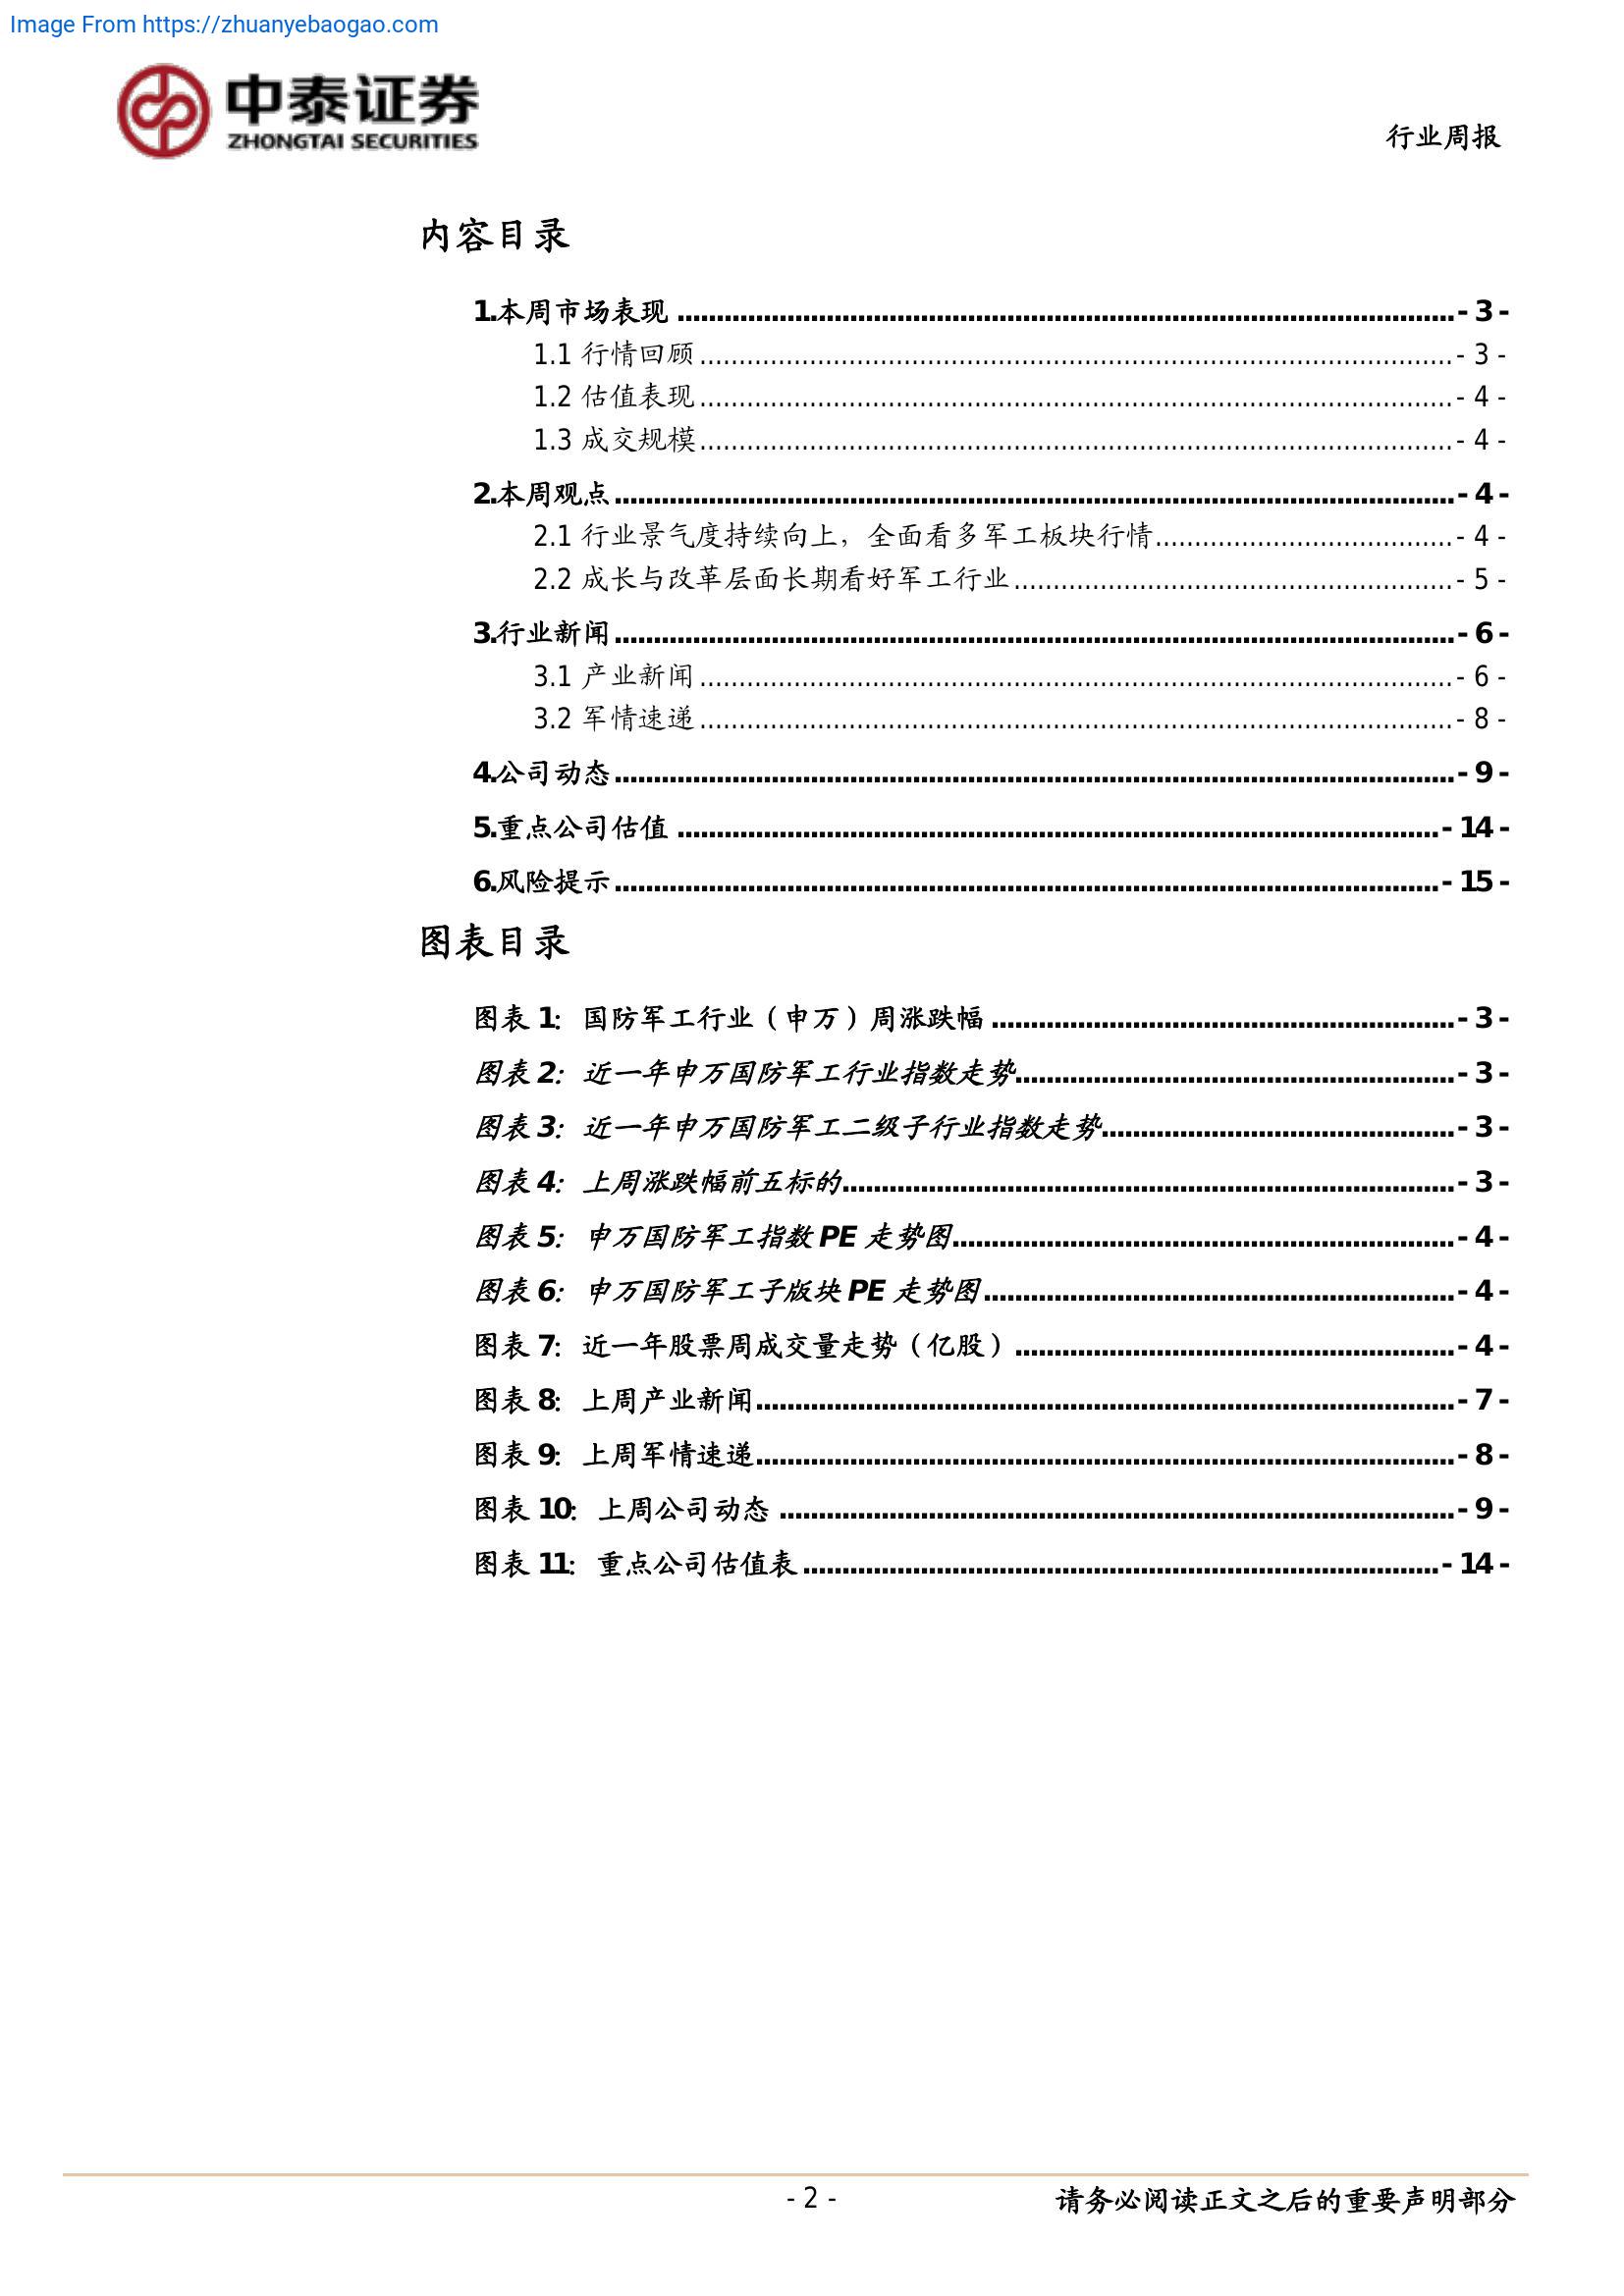 Image From https://zhuanyebaogao.com
中泰证券
ZHONGTAI SECURITIES
行业周报
内容目录
1.本周市场表现 ........................................................ - 3 -
1.1 行情回顾 ........................................................ - 3 -
1.2 估值表现 ........................................................ - 4 -
1.3 成交规模 ........................................................ - 4 -
2.本周观点 ........................................................ - 4 -
2.1 行业景气度持续向上，全面看多军工板块行情 ........................................................ - 4 -
2.2 成长与改革层面长期看好军工行业 ........................................................ - 5 -
3.行业新闻 ........................................................ - 6 -
3.1 产业新闻 ........................................................ - 6 -
3.2 军情速递 ........................................................ - 8 -
4.公司动态 ........................................................ - 9 -
5.重点公司估值 ........................................................ - 14 -
6.风险提示 ........................................................ - 15 -
图表目录
图表 1：国防军工行业（申万）周涨跌幅 ........................................................ - 3 -
图表 2：近一年申万国防军工行业指数走势 ........................................................ - 3 -
图表 3：近一年申万国防军工二级子行业指数走势 ........................................................ - 3 -
图表 4：上周涨跌幅前五标的 ........................................................ - 3 -
图表 5：申万国防军工指数 PE 走势图 ........................................................ - 4 -
图表 6：申万国防军工子版块 PE 走势图 ........................................................ - 4 -
图表 7：近一年股票周成交量走势（亿股） ........................................................ - 4 -
图表 8：上周产业新闻 ........................................................ - 7 -
图表 9：上周军情速递 ........................................................ - 8 -
图表 10：上周公司动态 ........................................................ - 9 -
图表 11：重点公司估值表 ........................................................ - 14 -
- 2 -
请务必阅读正文之后的重要声明部分